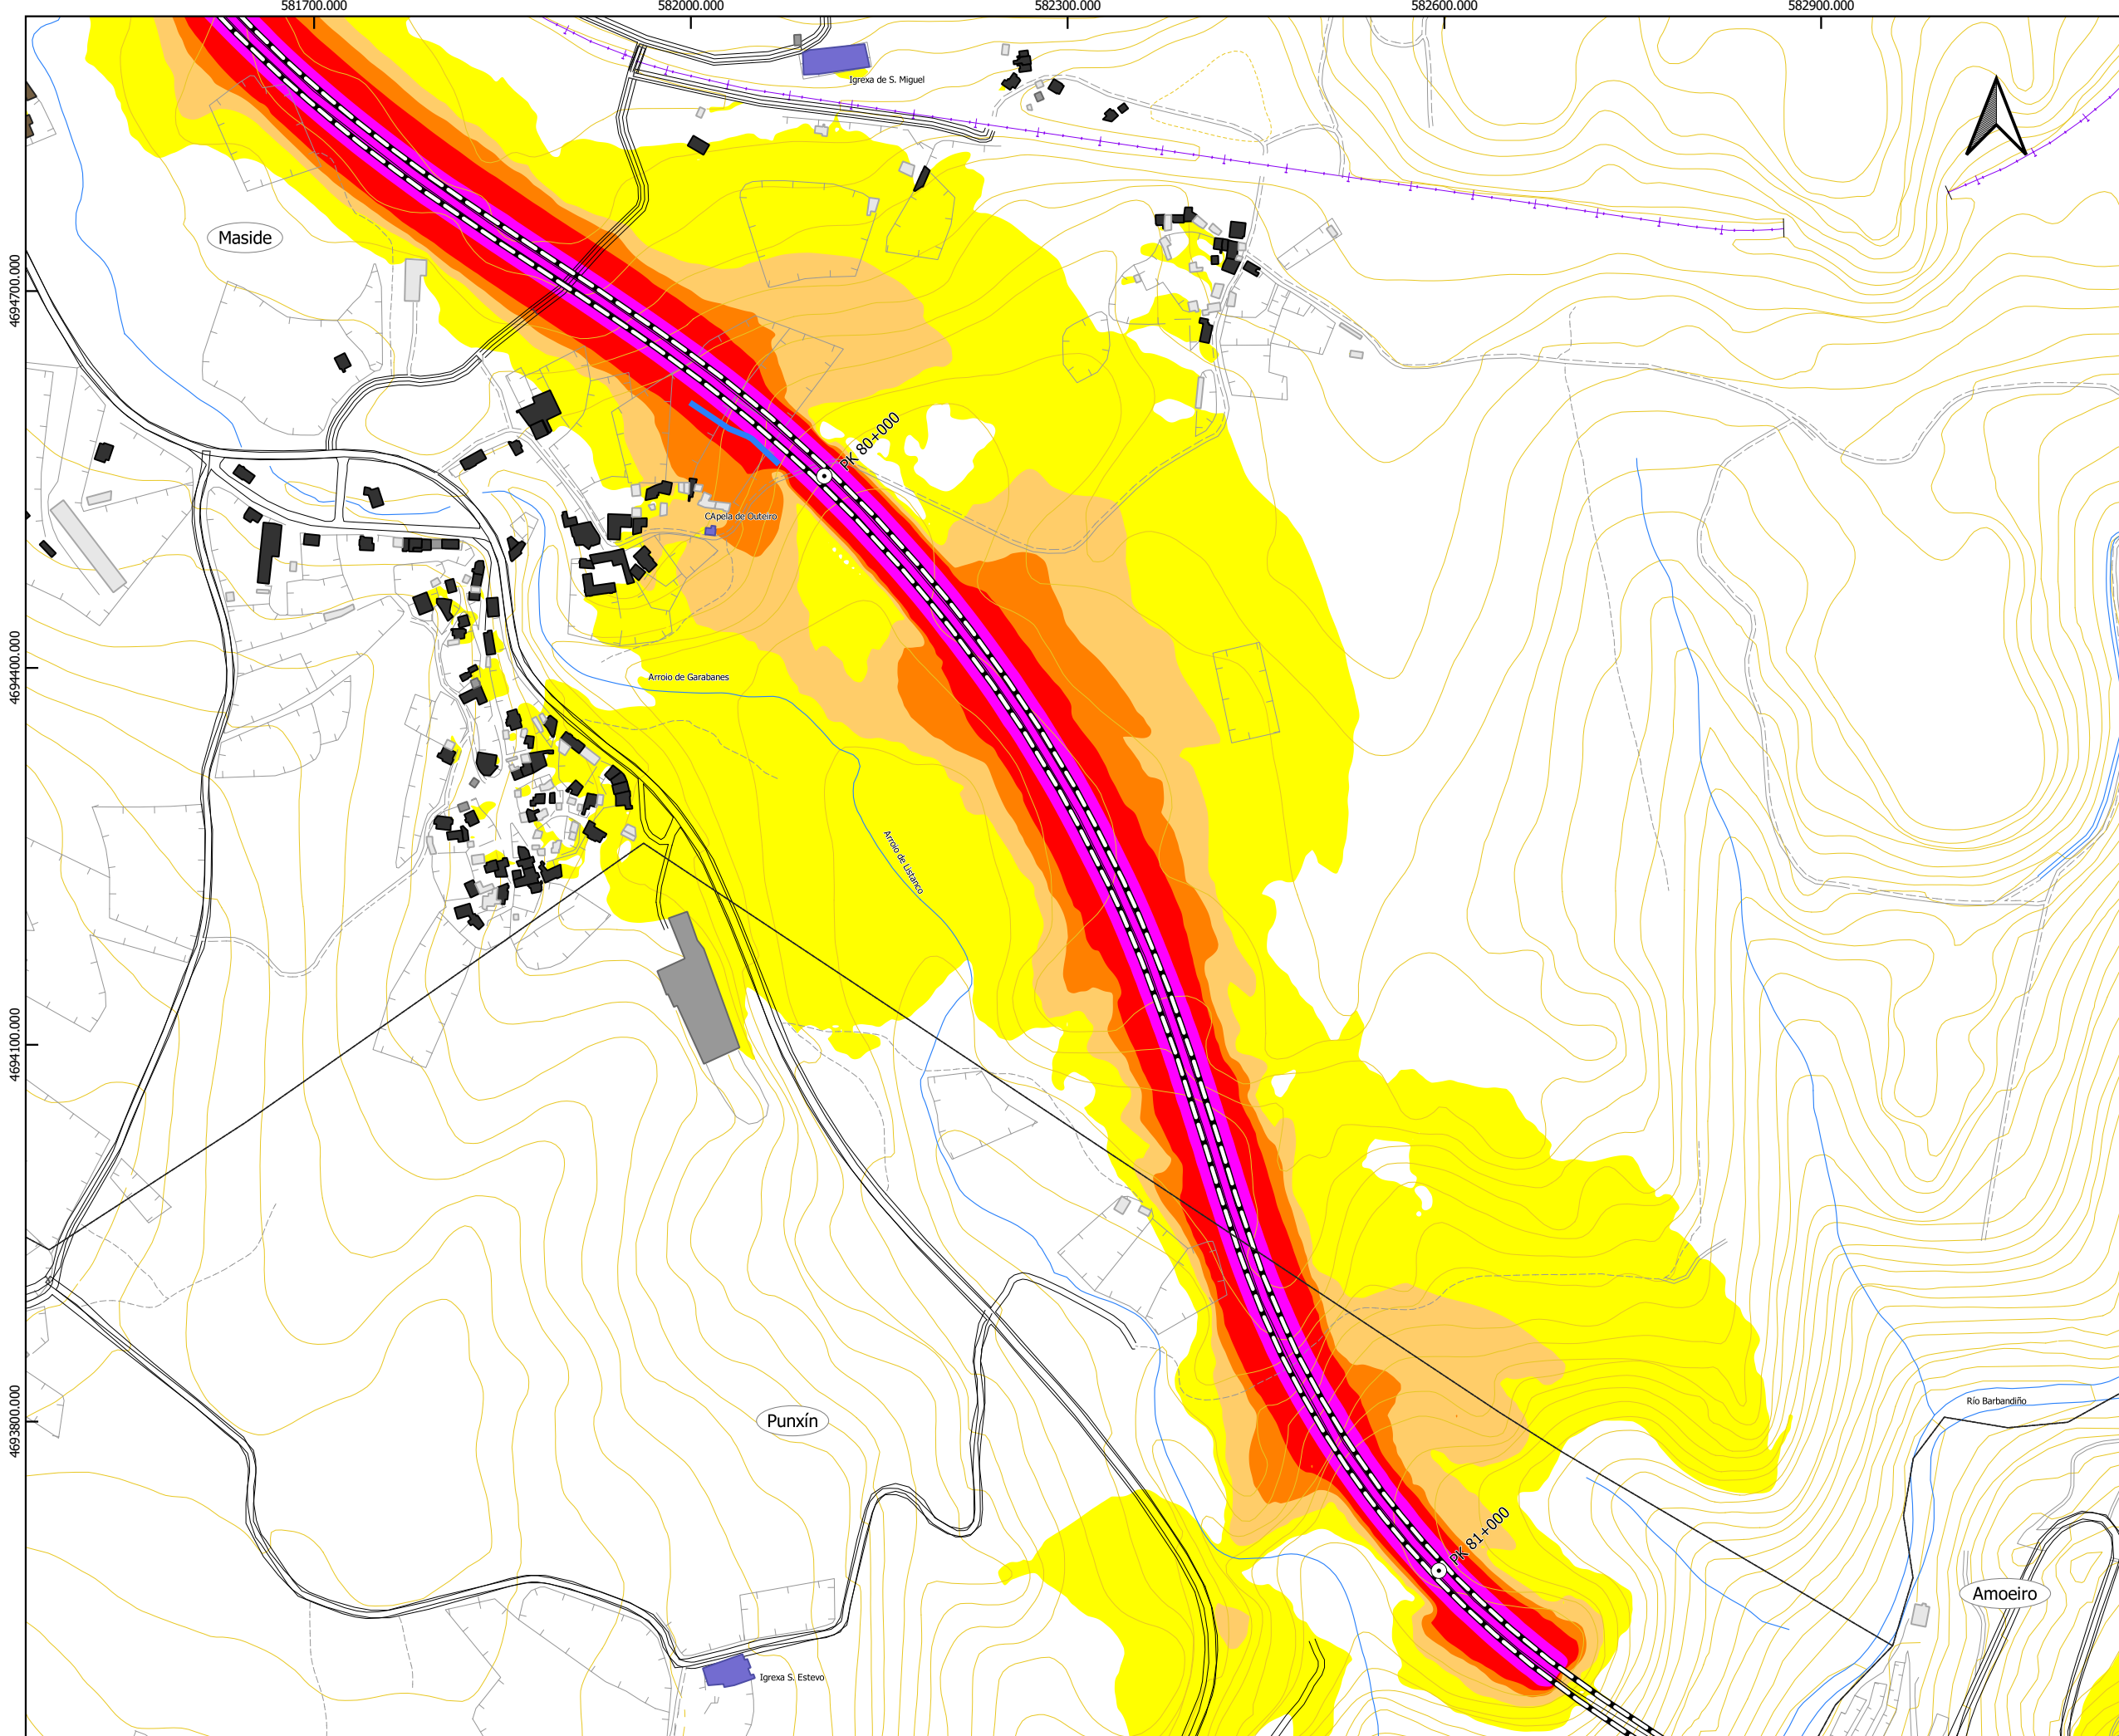 581700.000
582000.000
582300.000
582600.000
582900.000
Igrexa de S. Miguel
Maside
4694700.000
PK 80+000
CApela de Outeiro
4694400.000
Arroio de Garabanes
Arroio de Listanco
4694100.000
4693800.000
Punxín
Río Barbandiño
PK 81+000
Amoeiro
Igrexa S. Estevo